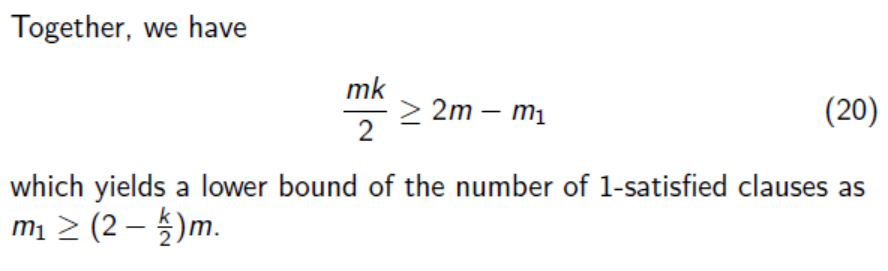 Together, we have
mk/2 ≥ 2m − m₁ (20)
which yields a lower bound of the number of 1-satisfied clauses as
m₁ ≥ (2 − k/2)m.